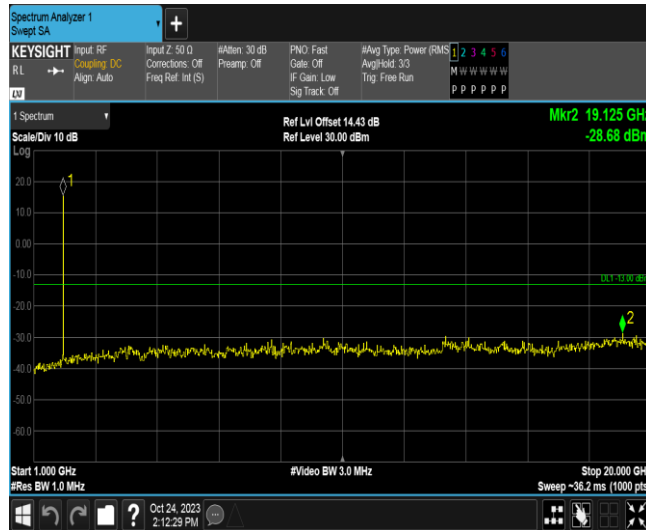 Spectrum Analyzer 1
Swept SA
+
KEYSIGHT
RL
LXI
Input: RF
Coupling: DC
Align: Auto
Input Z: 50 Ω
Corrections: Off
Freq Ref: Int (S)
#Atten: 30 dB
Preamp: Off
PNO: Fast
Gate: Off
IF Gain: Low
Sig Track: Off
#Avg Type: Power (RMS
Avg|Hold: 3/3
Trig: Free Run
1 2 3 4 5 6
M W W W W W
P P P P P P
1 Spectrum
Scale/Div 10 dB
Log
Ref Lvl Offset 14.43 dB
Ref Level 30.00 dBm
Mkr2 19.125 GHz
-28.68 dBm
20.0
10.0
0.00
-10.0
-20.0
-30.0
-40.0
-50.0
-60.0
1
DL1 -13.00 dBm
2
Start 1.000 GHz
#Res BW 1.0 MHz
#Video BW 3.0 MHz
Stop 20.000 GHz
Sweep ~36.2 ms (1000 pts)
?
Oct 24, 2023
2:12:29 PM